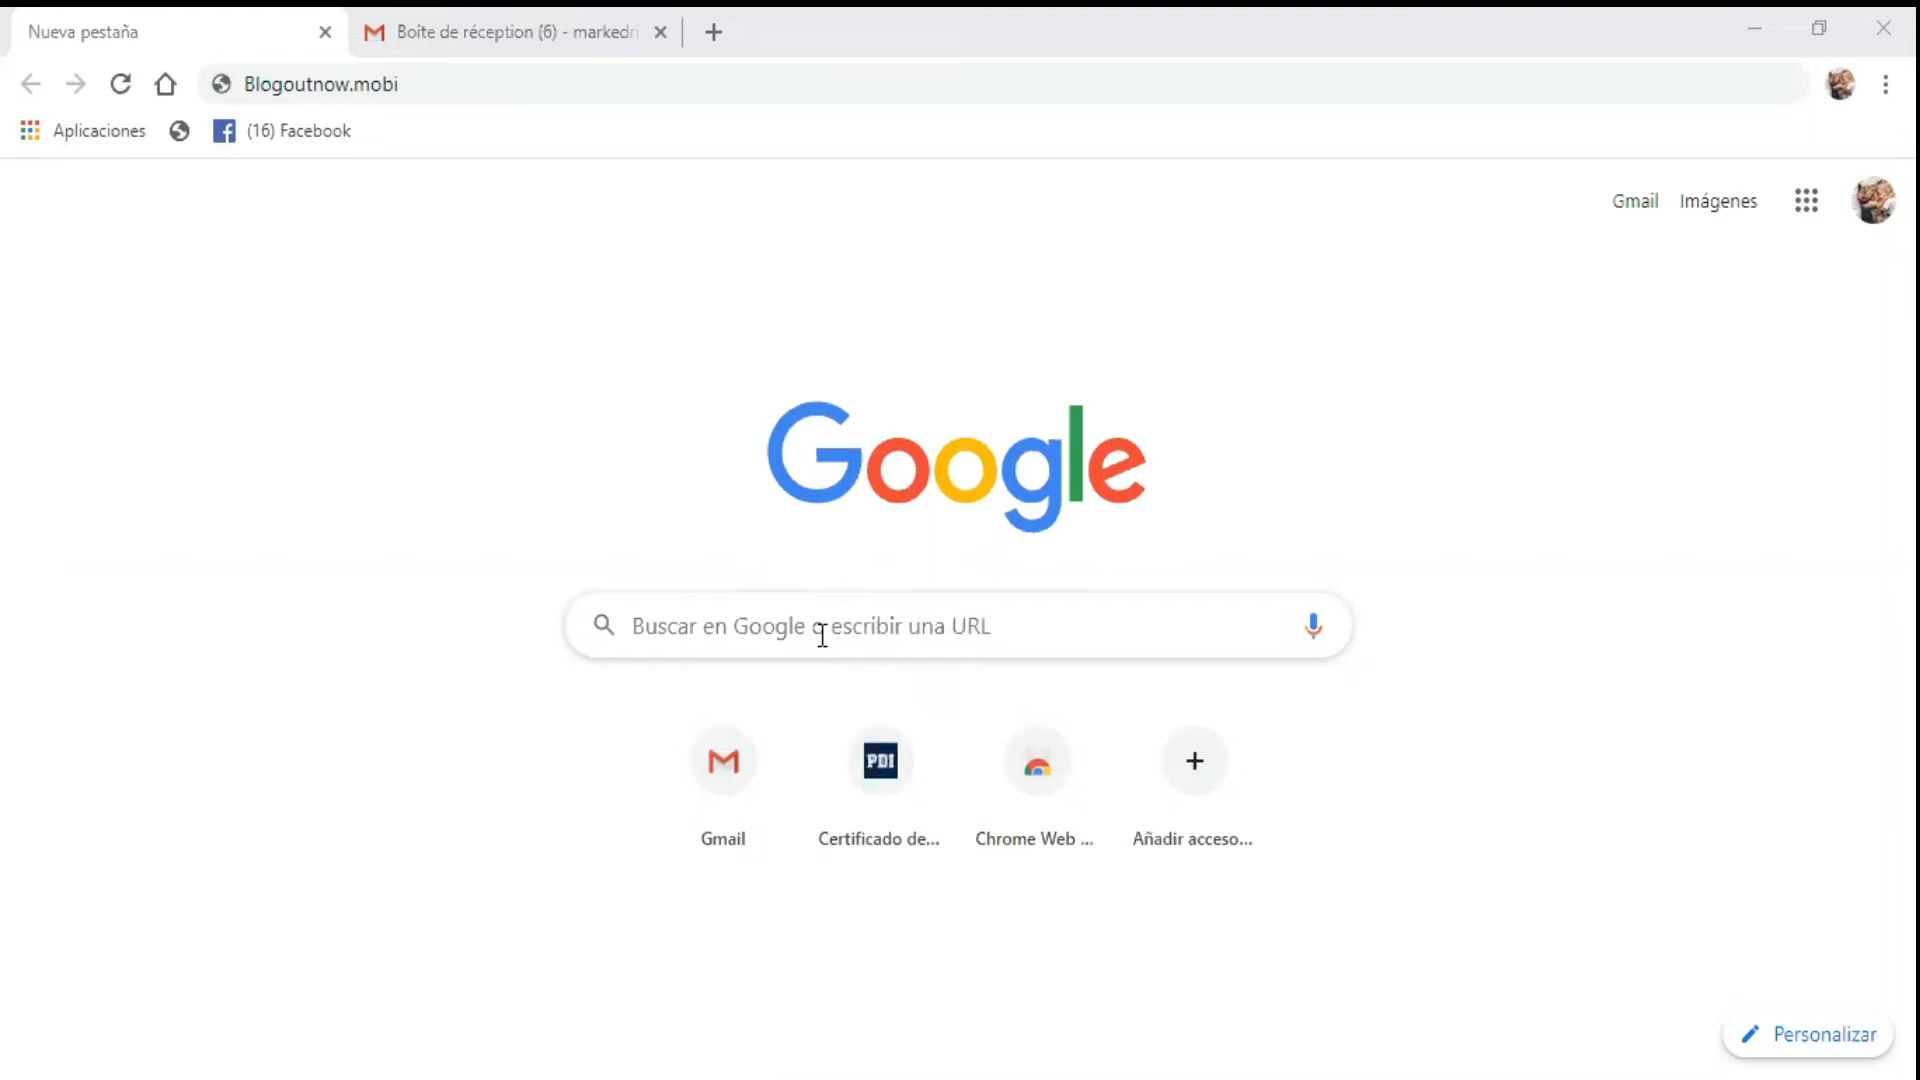 Nueva pestaña
Boîte de réception (6) - markedri
Blogoutnow.mobi
Aplicaciones
(16) Facebook
Gmail Imágenes
Google
Buscar en Google o escribir una URL
PDI
Gmail
Certificado de...
Chrome Web ...
Añadir acceso...
Personalizar